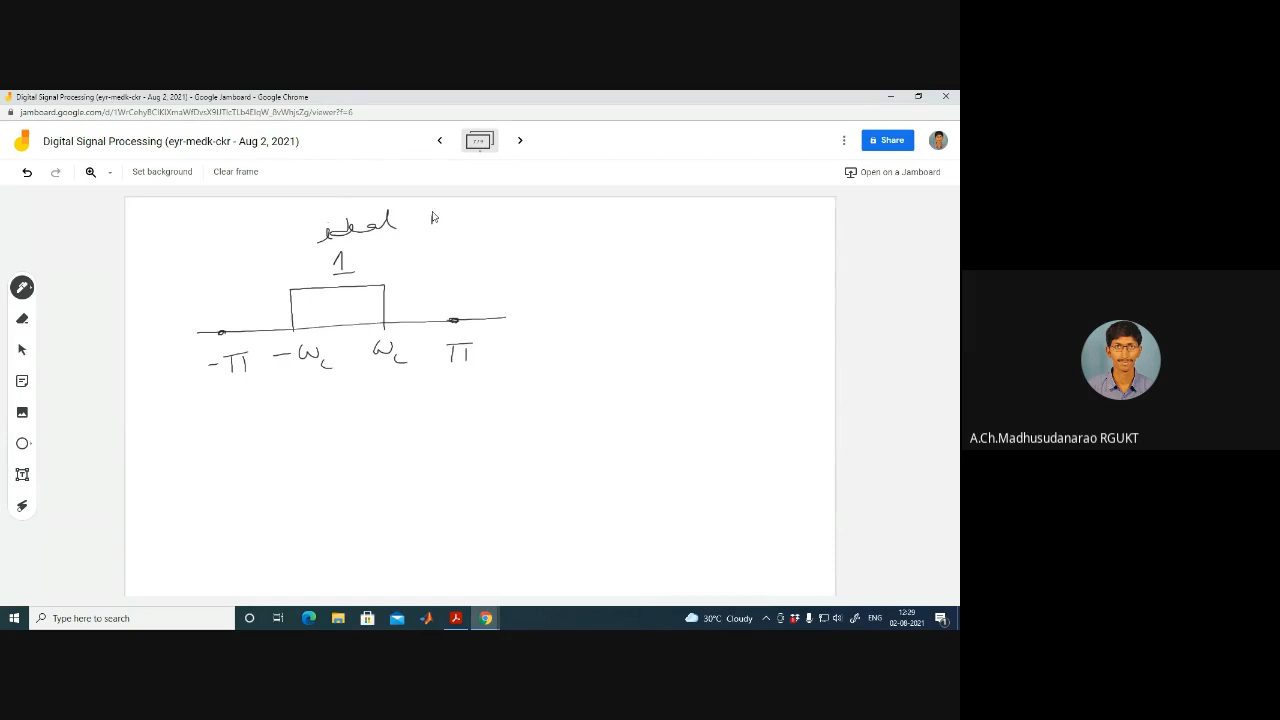 Digital Signal Processing (eyr-medk-ckr - Aug 2, 2021) - Google Jamboard - Google Chrome
Digital Signal Processing (eyr-medk-ckr - Aug 2, 2021)
Share
Set background
Clear frame
Open on a Jamboard
ideal
1
-π -ωc ωc π
A.Ch.Madhusudanarao RGUKT
Type here to search
30°C Cloudy
ENG
12:29
02-08-2021